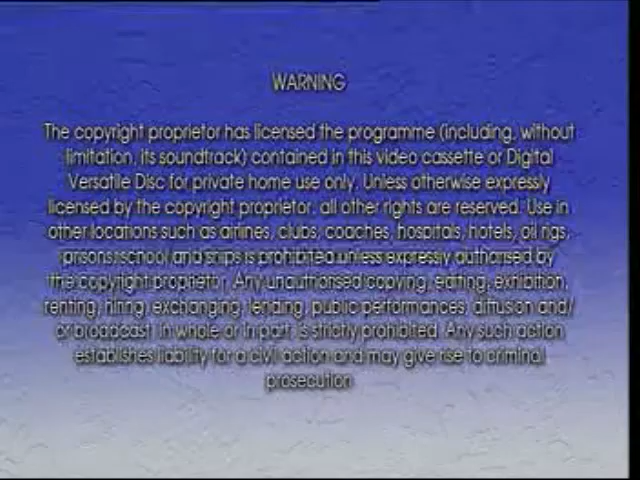 WARNING
The copyright proprietor has licensed the programme (including, without
limitation, its soundtrack) contained in this video cassette or Digital
Versatile Disc for private home use only. Unless otherwise expressly
licensed by the copyright proprietor, all other rights are reserved. Use in
other locations such as airlines, clubs, coaches, hospitals, hotels, oil rigs,
prisons, school and ships is prohibited unless expressly authorised by
the copyright proprietor. Any unauthorised copying, editing, exhibition,
renting, hiring, exchanging, lending, public performances, diffusion and/
or broadcast, in whole or in part, is strictly prohibited. Any such action
establishes liability for a civil action and may give rise to criminal
prosecution.